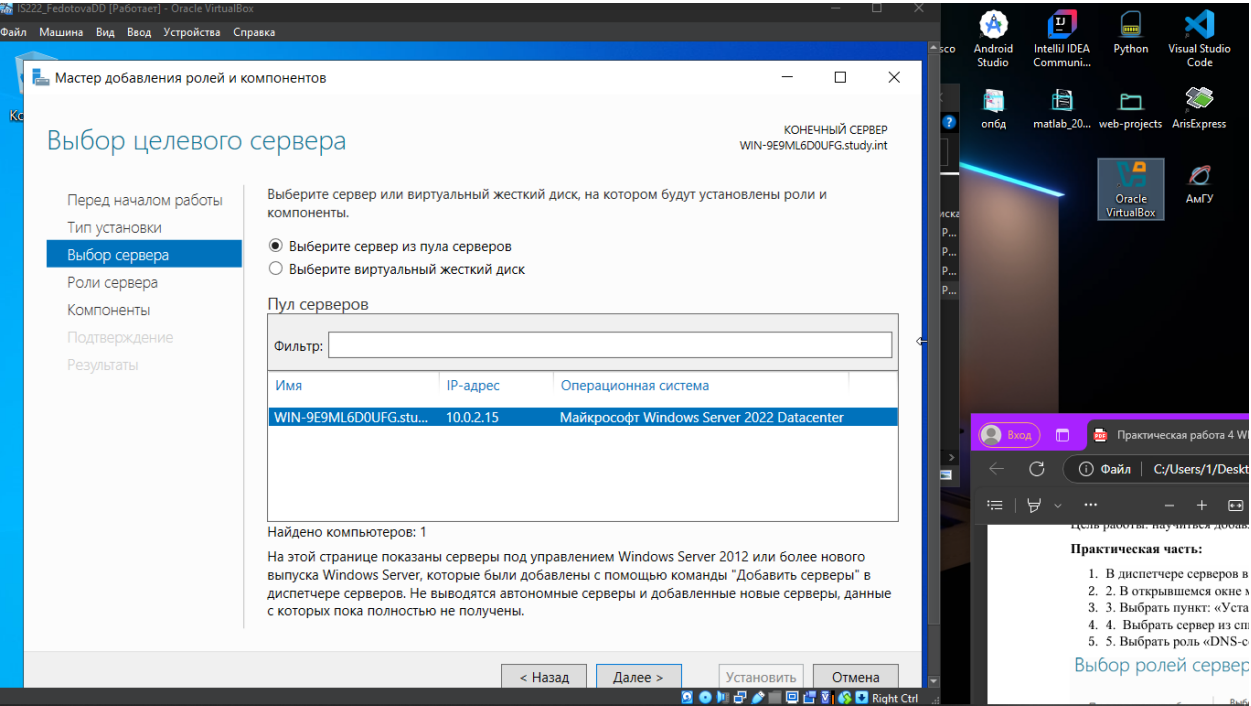 IS222_FedotovaDD [Работает] - Oracle VirtualBox
Файл Машина Вид Ввод Устройства Справка
Мастер добавления ролей и компонентов
Выбор целевого сервера
КОНЕЧНЫЙ СЕРВЕР
WIN-9E9ML6D0UFG.study.int
Перед началом работы
Тип установки
Выбор сервера
Роли сервера
Компоненты
Подтверждение
Результаты
Выберите сервер или виртуальный жесткий диск, на котором будут установлены роли и
компоненты.
Выберите сервер из пула серверов
Выберите виртуальный жесткий диск
Пул серверов
Фильтр:
Имя IP-адрес Операционная система
WIN-9E9ML6D0UFG.stu... 10.0.2.15 Майкрософт Windows Server 2022 Datacenter
Найдено компьютеров: 1
На этой странице показаны серверы под управлением Windows Server 2012 или более нового
выпуска Windows Server, которые были добавлены с помощью команды "Добавить серверы" в
диспетчере серверов. Не выводятся автономные серверы и добавленные новые серверы, данные
с которых пока полностью не получены.
< Назад Далее > Установить Отмена
Right Ctrl
sco
Android
Studio
IntelliJ IDEA
Communi...
Python
Visual Studio
Code
опбд
matlab_20...
web-projects
ArisExpress
Oracle
VirtualBox
АмГУ
иска
Р...
Р...
Р...
Р...
Вход
Практическая работа 4 WI
Файл C:/Users/1/Deskt
Цель работы: научиться добав
Практическая часть:
1. В диспетчере серверов в
2. 2. В открывшемся окне м
3. 3. Выбрать пункт: «Уста
4. 4. Выбрать сервер из спи
5. 5. Выбрать роль «DNS-с
Выбор ролей сервер